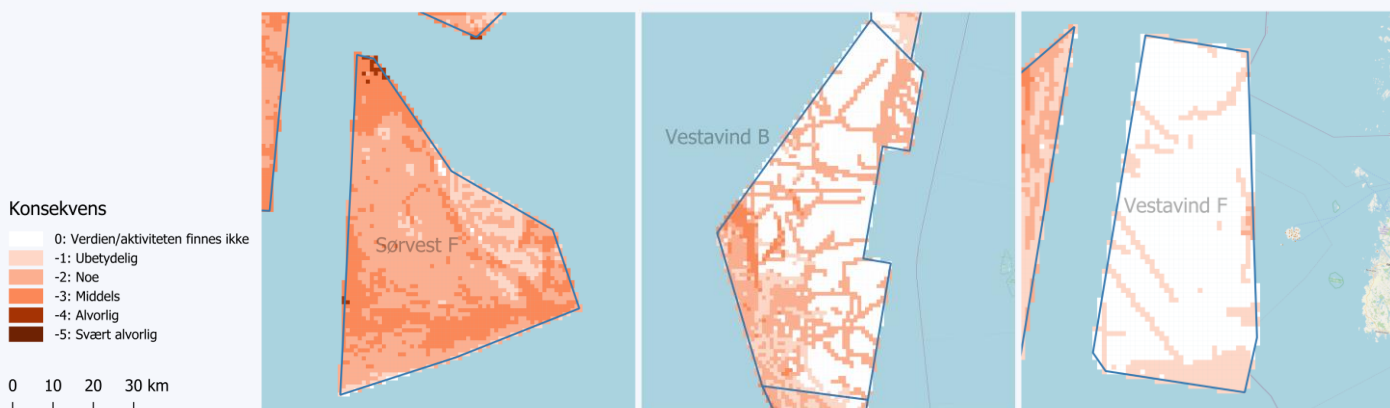 Konsekvens
0: Verdien/aktiviteten finnes ikke
-1: Ubetydelig
-2: Noe
-3: Middels
-4: Alvorlig
-5: Svært alvorlig
0 10 20 30 km
Sørvest F
Vestavind B
Vestavind F